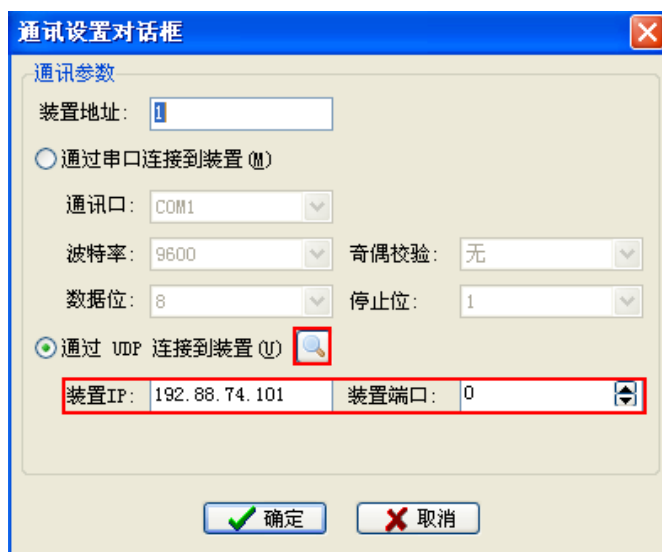 通讯设置对话框
通讯参数
装置地址: 1
通过串口连接到装置(M)
通讯口: COM1
波特率: 9600 奇偶校验: 无
数据位: 8 停止位: 1
通过 UDP 连接到装置(U)
装置IP: 192.88.74.101 装置端口: 0
确定 取消